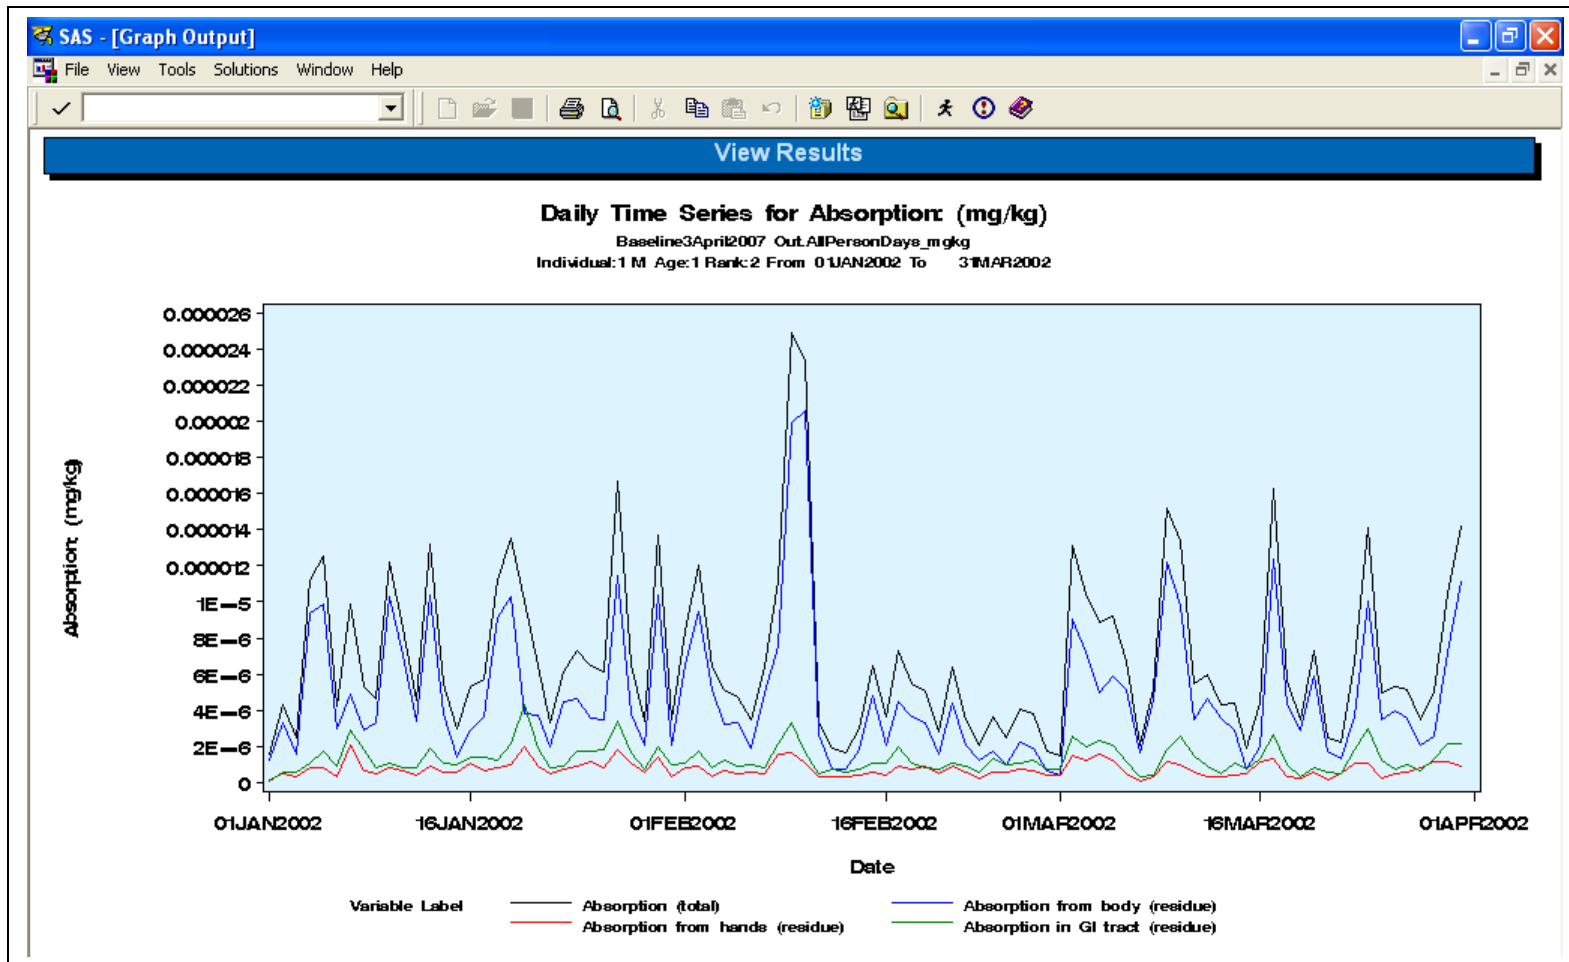 SAS - [Graph Output]
File View Tools Solutions Window Help
View Results
Daily Time Series for Absorption: (mg/kg)
Baseline3April2007 Out.AllPersonDays_mgkg
Individual:1 M Age:1 Rank:2 From 01JAN2002 To 31MAR2002
0.000026
0.000024
0.000022
0.00002
0.000018
0.000016
0.000014
0.000012
1E-5
8E-6
6E-6
4E-6
2E-6
0
Absorption: (mg/kg)
01JAN2002 16JAN2002 01FEB2002 16FEB2002 01MAR2002 16MAR2002 01APR2002
Date
Variable Label Absorption (total) Absorption from body (residue)
Absorption from hands (residue) Absorption in GI tract (residue)